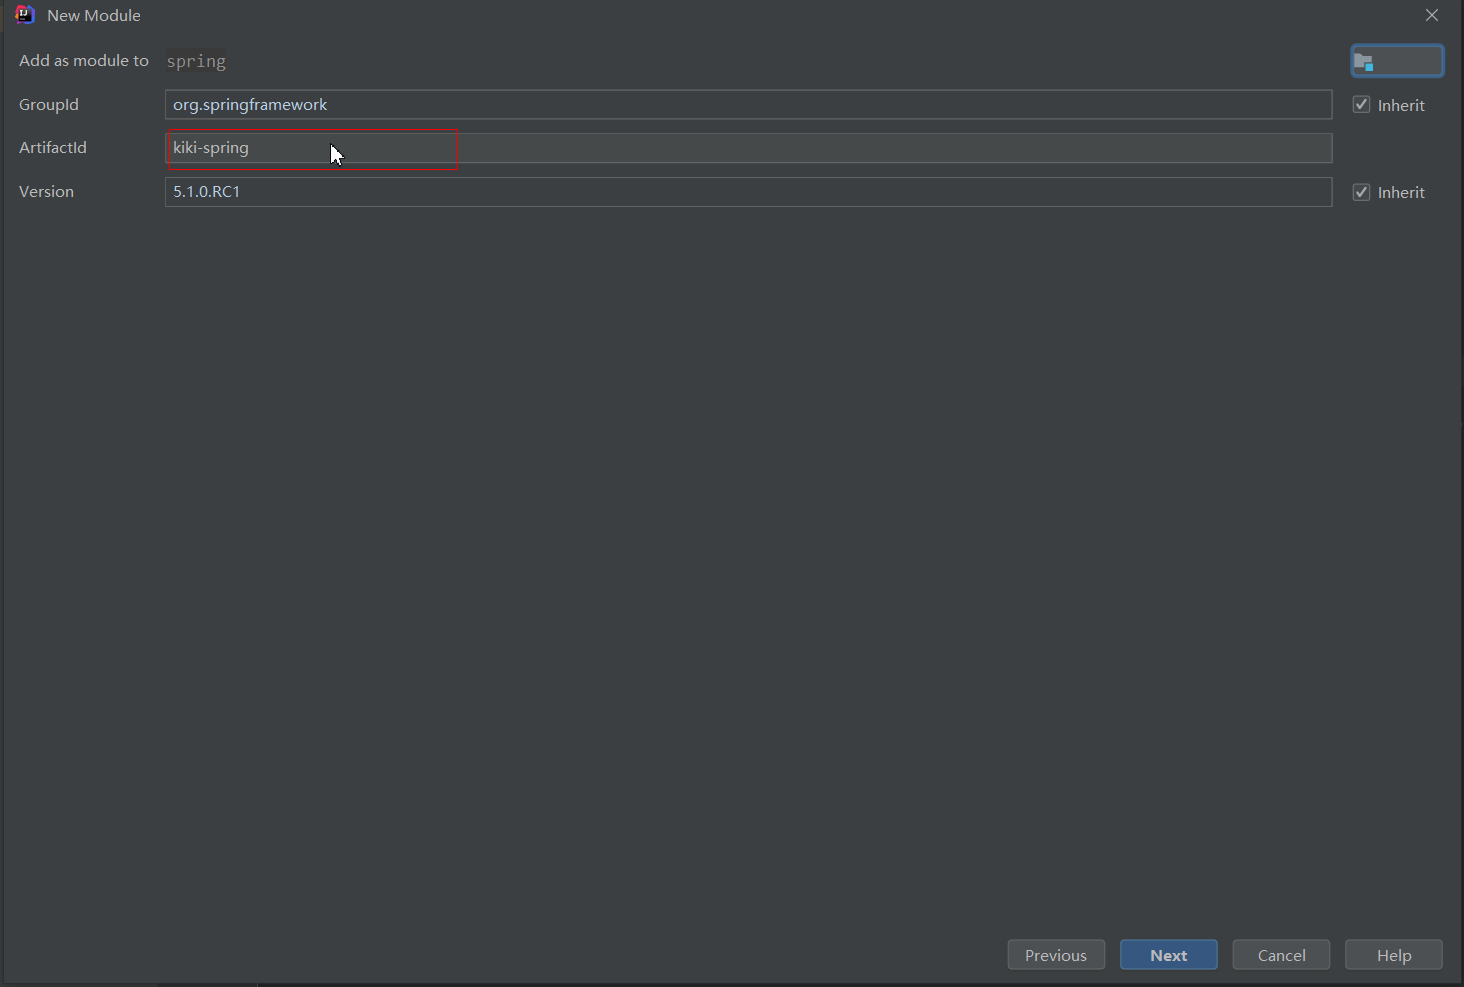 New Module
Add as module to spring
GroupId org.springframework Inherit
ArtifactId kiki-spring
Version 5.1.0.RC1 Inherit
Previous Next Cancel Help